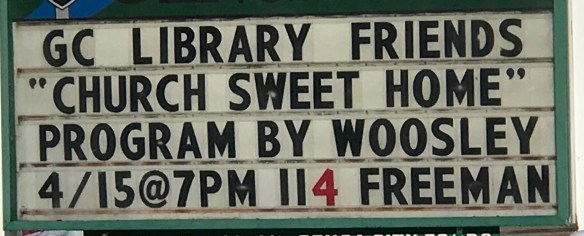 GC LIBRARY FRIENDS
"CHURCH SWEET HOME"
PROGRAM BY WOOSLEY
4/15@7PM 114 FREEMAN